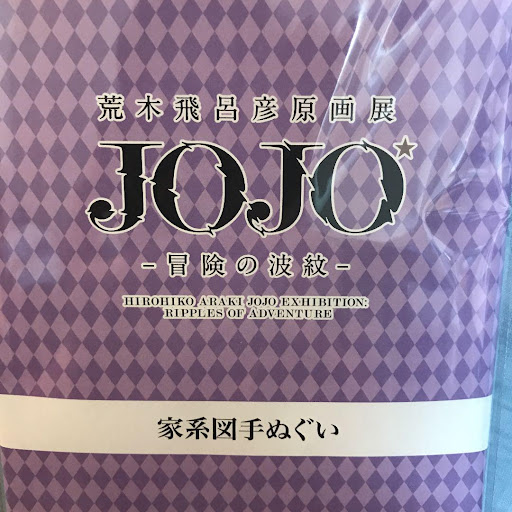 荒木飛呂彦原画展
JOJO
-冒険の波紋-
HIROHIKO ARAKI JOJO EXHIBITION:
RIPPLES OF ADVENTURE
家系図手ぬぐい